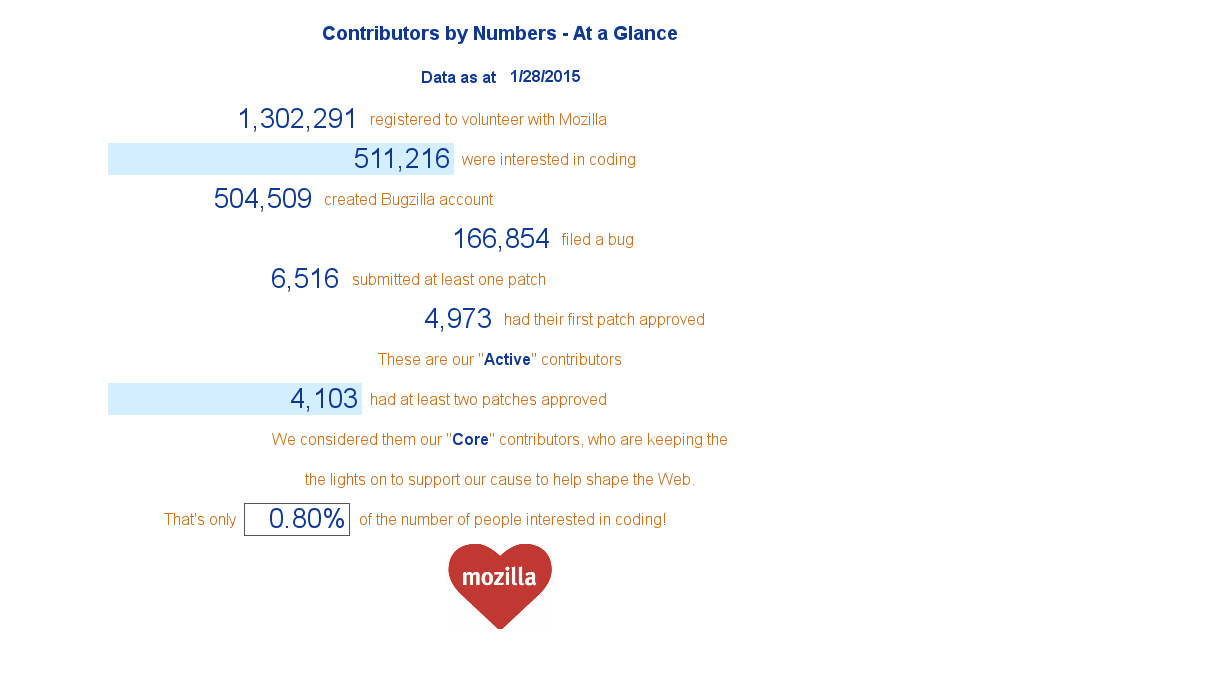 Contributors by Numbers - At a Glance
Data as at 1/28/2015
1,302,291 registered to volunteer with Mozilla
511,216 were interested in coding
504,509 created Bugzilla account
166,854 filed a bug
6,516 submitted at least one patch
4,973 had their first patch approved
These are our "Active" contributors
4,103 had at least two patches approved
We considered them our "Core" contributors, who are keeping the
the lights on to support our cause to help shape the Web.
That's only 0.80% of the number of people interested in coding!
mozilla